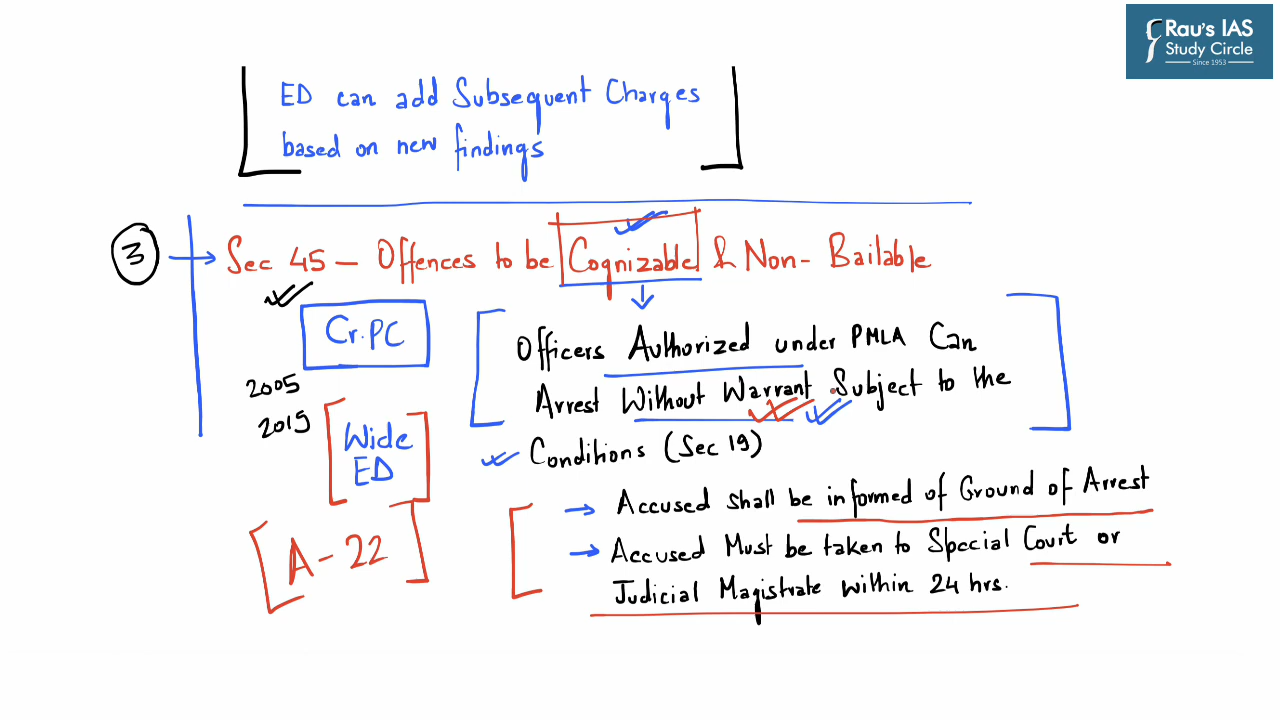 Rau's IAS
Study Circle
Since 1953
ED can add Subsequent Charges
based on new findings
3
Sec 45 – Offences to be Cognizable & Non-Bailable
Cr.PC
Officers Authorized under PMLA Can
Arrest Without Warrant Subject to the
Conditions (Sec 19)
2005
2019
Wide
ED
A-22
→ Accused shall be informed of Ground of Arrest
→ Accused Must be taken to Special Court or
Judicial Magistrate within 24 hrs.